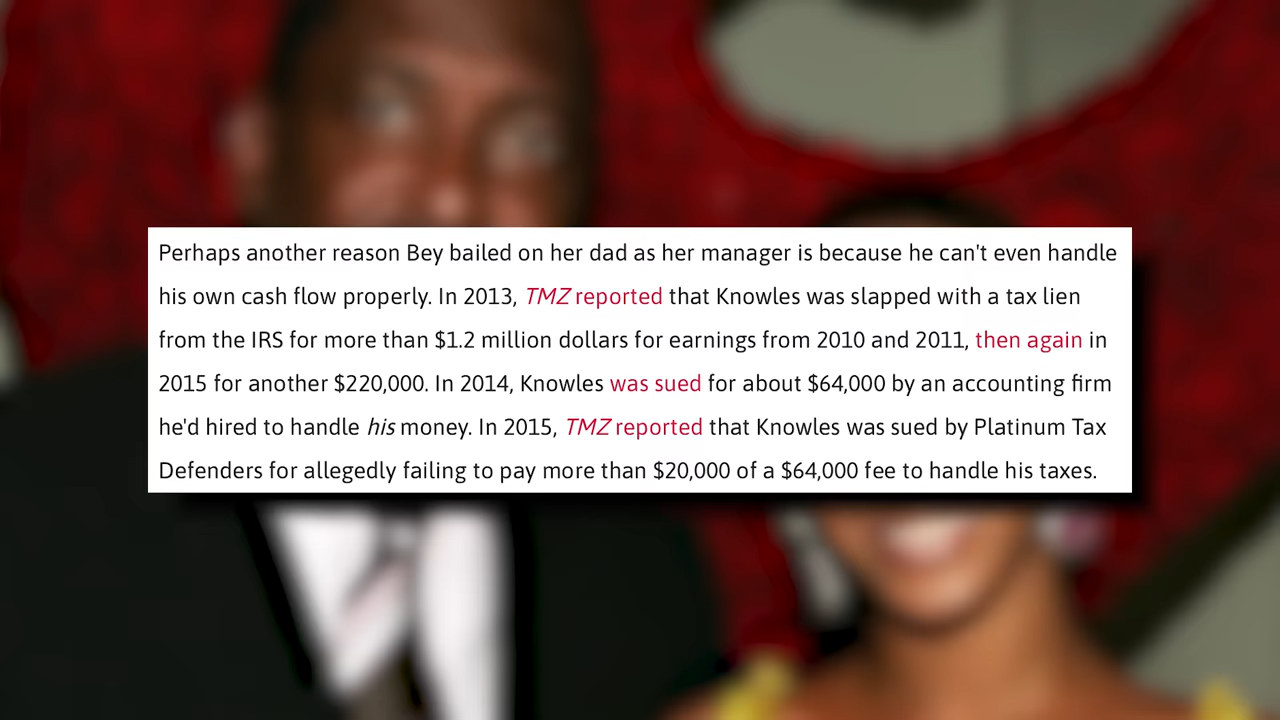 Perhaps another reason Bey bailed on her dad as her manager is because he can't even handle
his own cash flow properly. In 2013, TMZ reported that Knowles was slapped with a tax lien
from the IRS for more than $1.2 million dollars for earnings from 2010 and 2011, then again in
2015 for another $220,000. In 2014, Knowles was sued for about $64,000 by an accounting firm
he'd hired to handle his money. In 2015, TMZ reported that Knowles was sued by Platinum Tax
Defenders for allegedly failing to pay more than $20,000 of a $64,000 fee to handle his taxes.